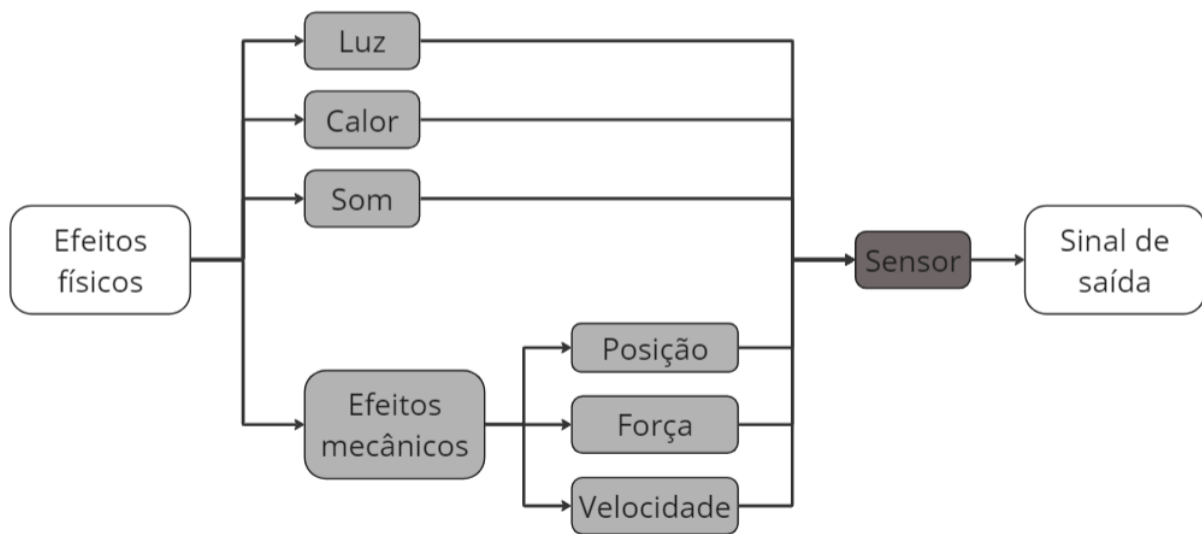 Luz
Calor
Som
Efeitos
físicos
Sensor
Sinal de
saída
Posição
Efeitos
mecânicos
Força
Velocidade